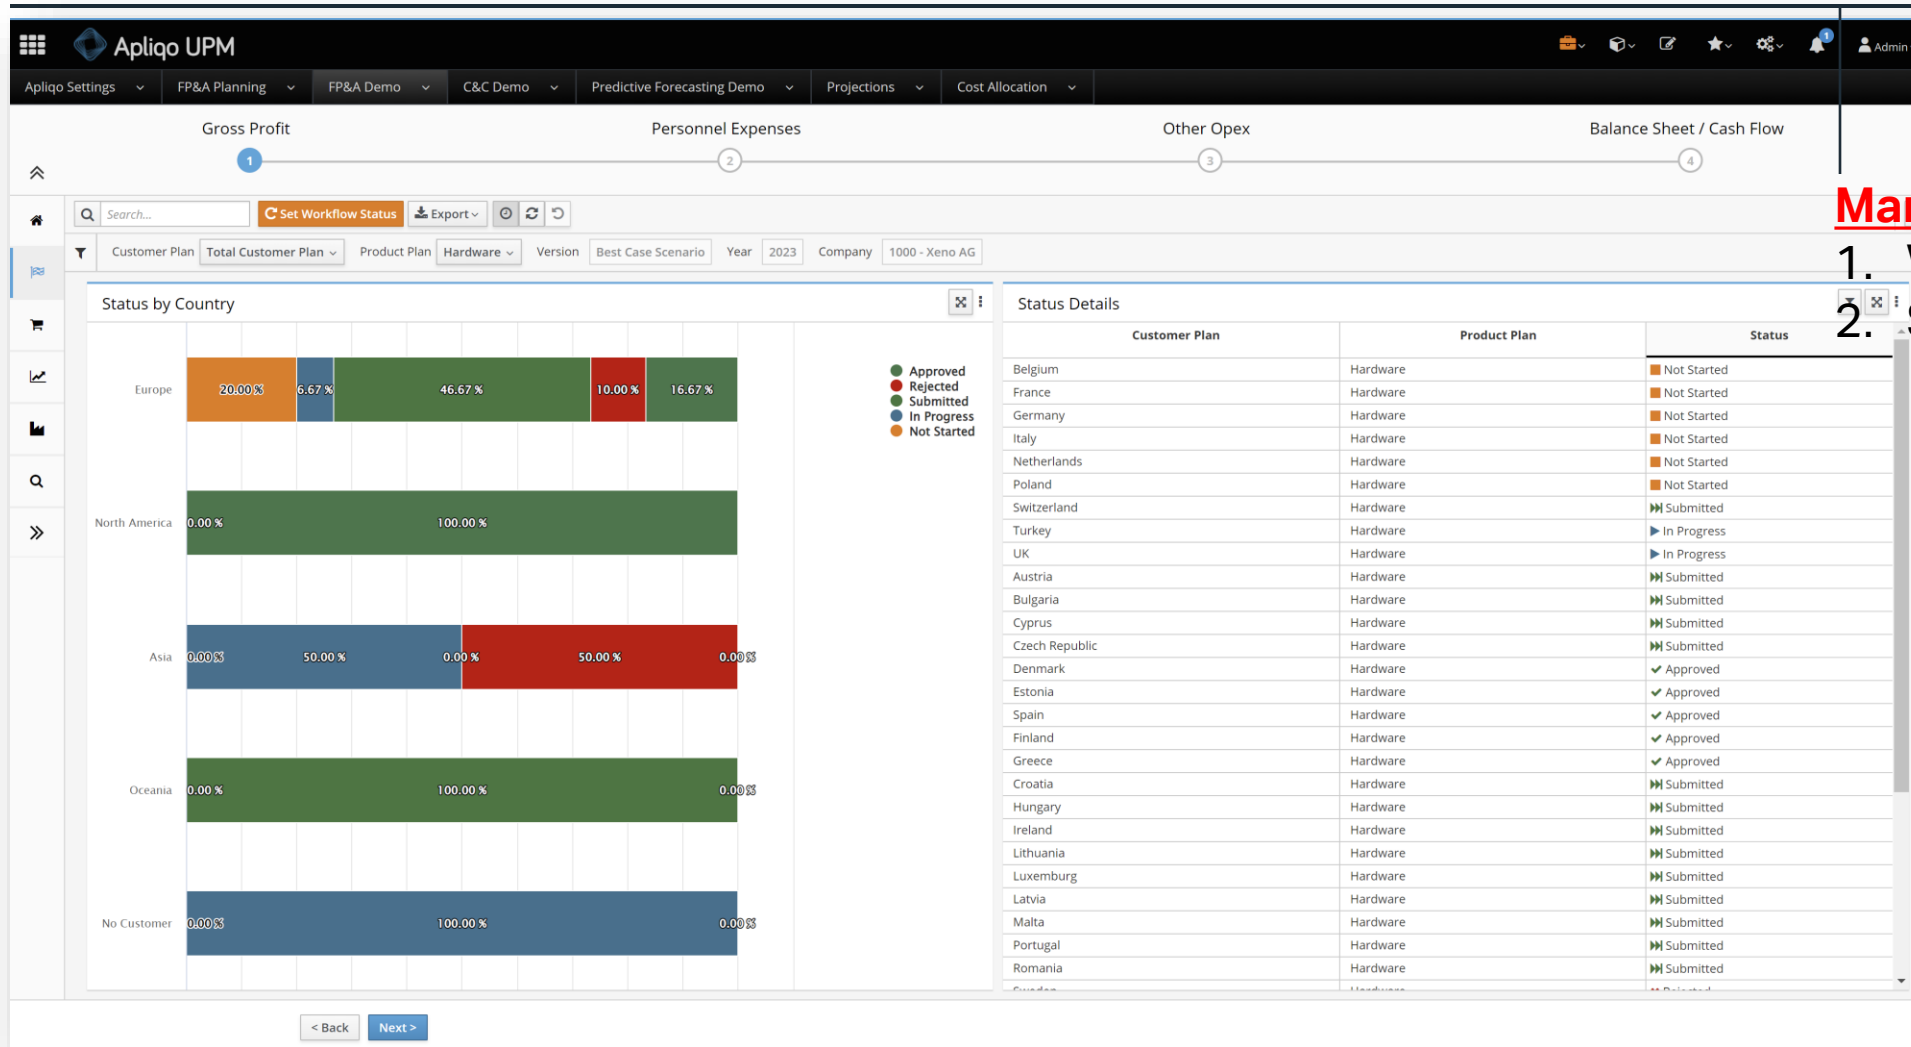 Apliqo UPM
1
Admin
Apliqo Settings FP&A Planning FP&A Demo C&C Demo Predictive Forecasting Demo Projections Cost Allocation
Gross Profit Personnel Expenses Other Opex Balance Sheet / Cash Flow
1 2 3 4
Search... Set Workflow Status Export
Customer Plan Total Customer Plan Product Plan Hardware Version Best Case Scenario Year 2023 Company 1000 - Xeno AG
1.
2.
Status by Country
Europe 20.00 % 6.67 % 46.67 % 10.00 % 16.67 %
North America 0.00 % 100.00 %
Asia 0.00 % 50.00 % 0.00 % 50.00 % 0.00 %
Oceania 0.00 % 100.00 % 0.00 %
No Customer 0.00 % 100.00 % 0.00 %
Approved
Rejected
Submitted
In Progress
Not Started
Status Details
Customer Plan Product Plan Status
Belgium Hardware Not Started
France Hardware Not Started
Germany Hardware Not Started
Italy Hardware Not Started
Netherlands Hardware Not Started
Poland Hardware Not Started
Switzerland Hardware Submitted
Turkey Hardware In Progress
UK Hardware In Progress
Austria Hardware Submitted
Bulgaria Hardware Submitted
Cyprus Hardware Submitted
Czech Republic Hardware Submitted
Denmark Hardware Approved
Estonia Hardware Approved
Spain Hardware Approved
Finland Hardware Approved
Greece Hardware Approved
Croatia Hardware Submitted
Hungary Hardware Submitted
Ireland Hardware Submitted
Lithuania Hardware Submitted
Luxemburg Hardware Submitted
Latvia Hardware Submitted
Malta Hardware Submitted
Portugal Hardware Submitted
Romania Hardware Submitted
< Back Next >